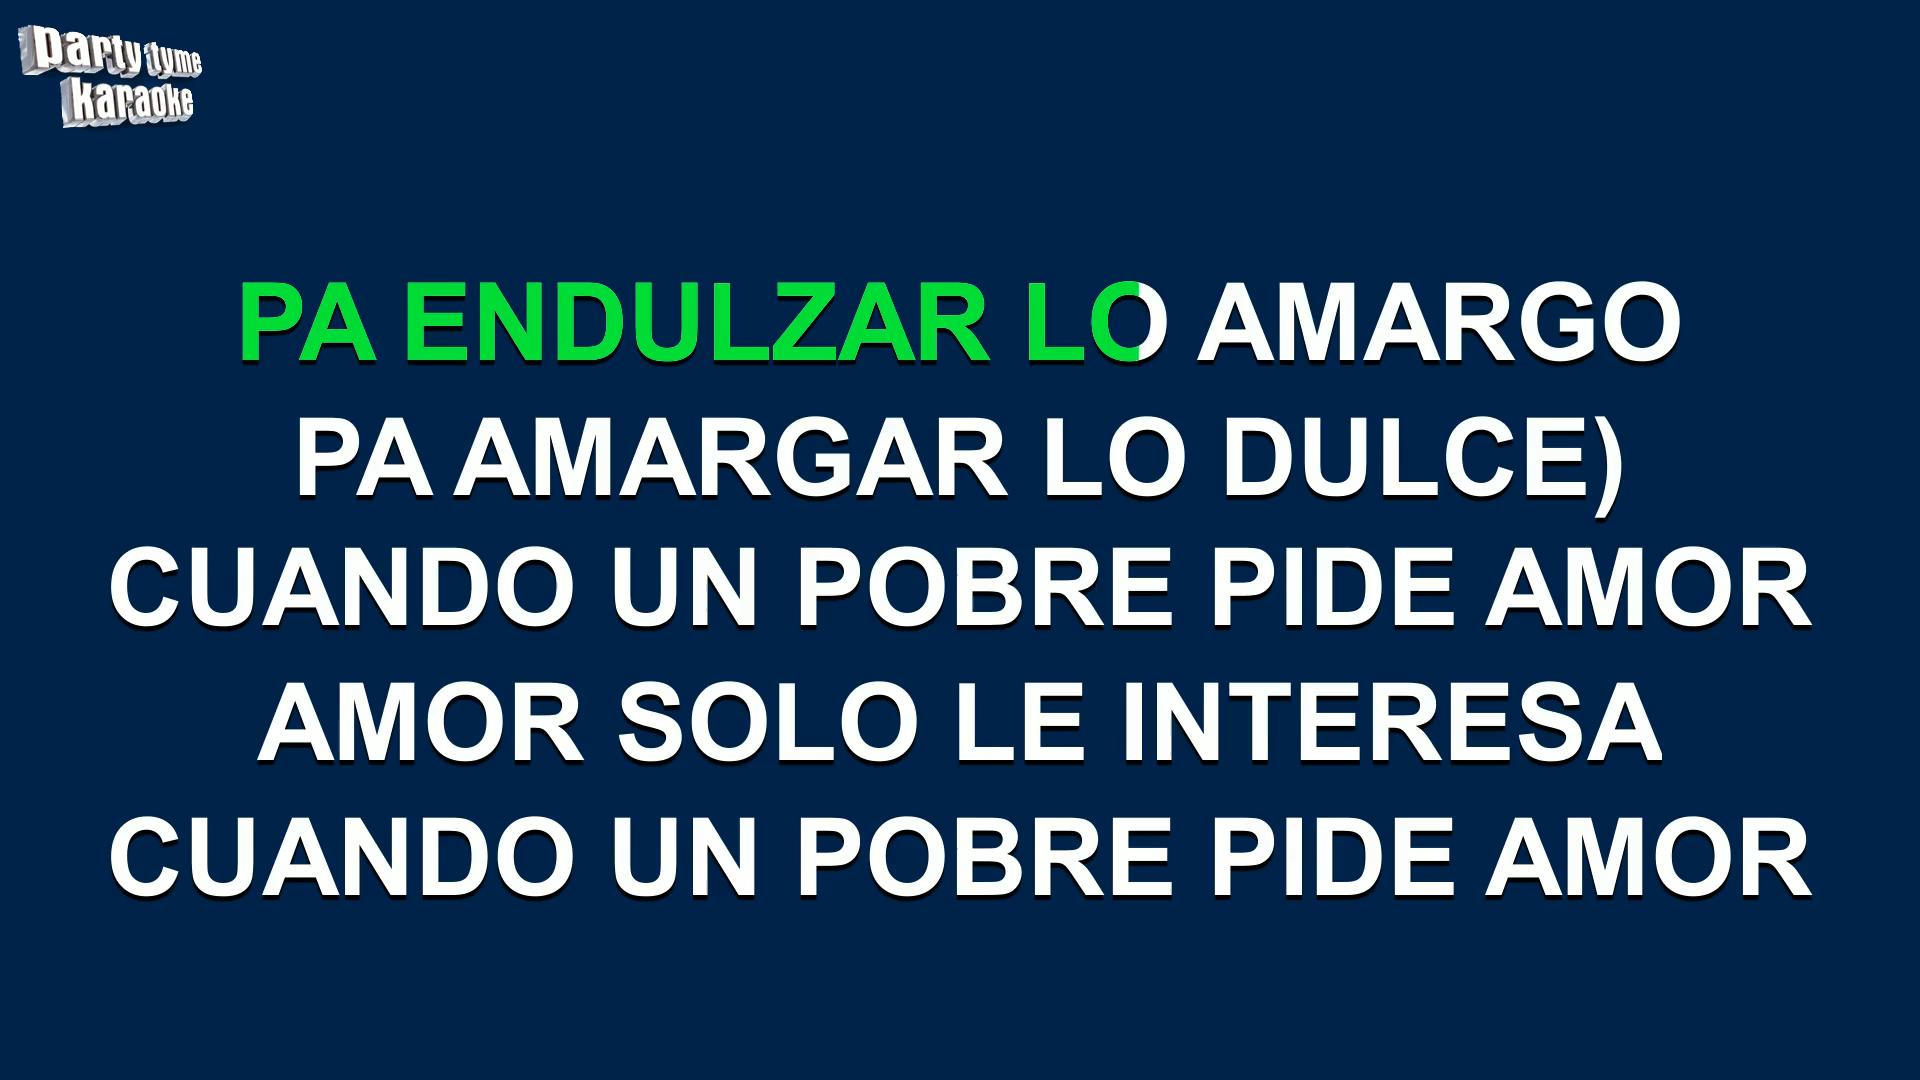 party tyme
karaoke
PA ENDULZAR LO AMARGO
PA AMARGAR LO DULCE)
CUANDO UN POBRE PIDE AMOR
AMOR SOLO LE INTERESA
CUANDO UN POBRE PIDE AMOR